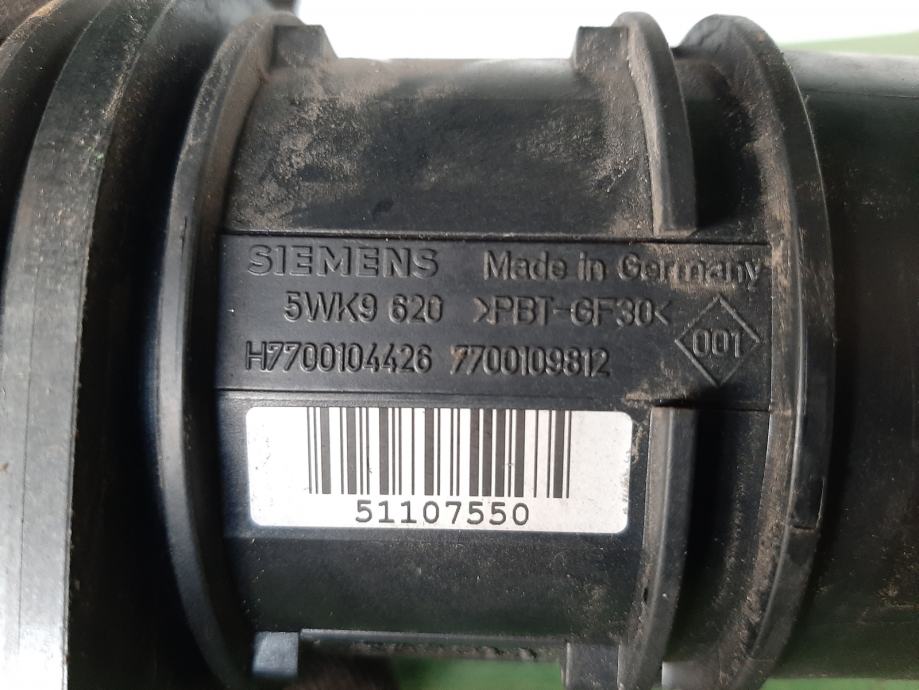 SIEMENS Made in Germany
5WK9 620 >PBT-GF30<
001
H7700104426 7700109812
51107550